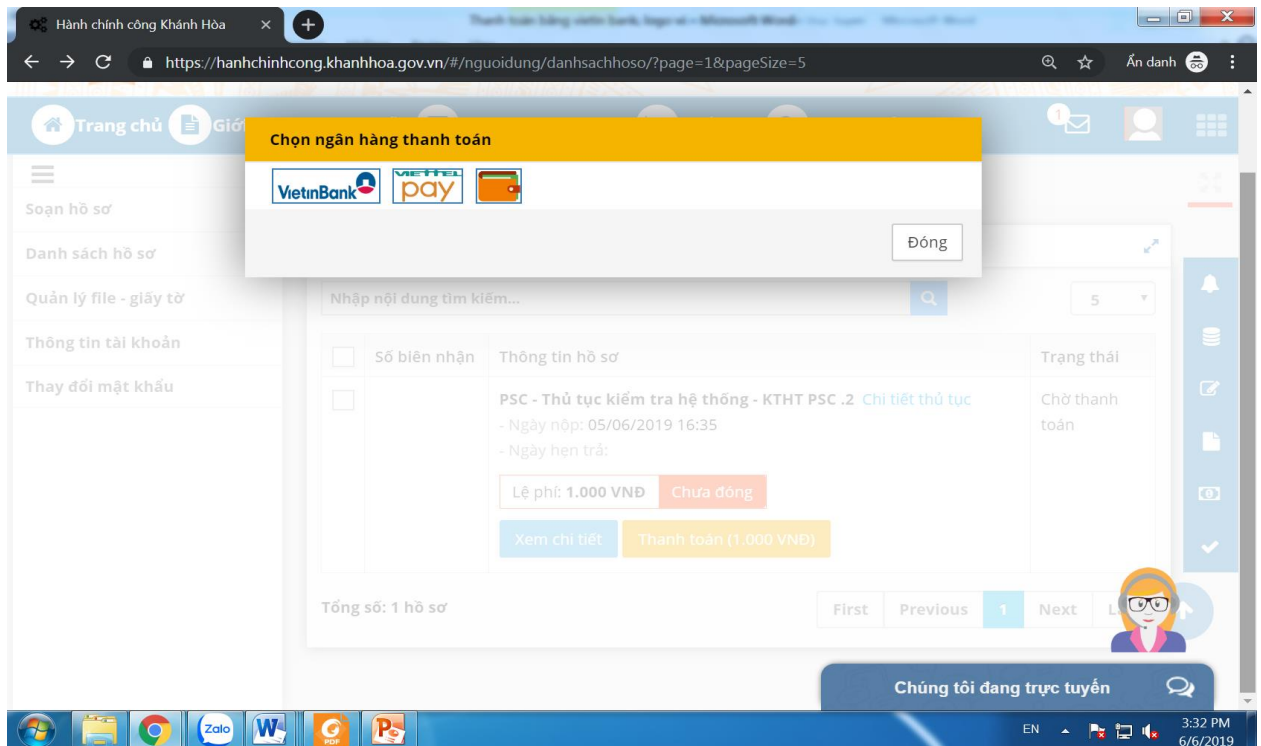 Hành chính công Khánh Hòa
https://hanhchinhcong.khanhhoa.gov.vn/#/nguoidung/danhsachhoso/?page=1&pageSize=5
Ẩn danh
Trang chủ
1
Chọn ngân hàng thanh toán
VietinBank
VIETTEL
pay
Đóng
Soạn hồ sơ
Danh sách hồ sơ
Quản lý file - giấy tờ
Thông tin tài khoản
Thay đổi mật khẩu
Nhập nội dung tìm kiếm...
5
Số biên nhận Thông tin hồ sơ Trạng thái
PSC - Thủ tục kiểm tra hệ thống - KTHT PSC .2 Chi tiết thủ tục
- Ngày nộp: 05/06/2019 16:35
- Ngày hẹn trả:
Chờ thanh
toán
Lệ phí: 1.000 VNĐ Chưa đóng
Xem chi tiết Thanh toán (1.000 VNĐ)
Tổng số: 1 hồ sơ
First Previous 1 Next
Chúng tôi đang trực tuyến
Zalo
PDF
EN
3:32 PM
6/6/2019